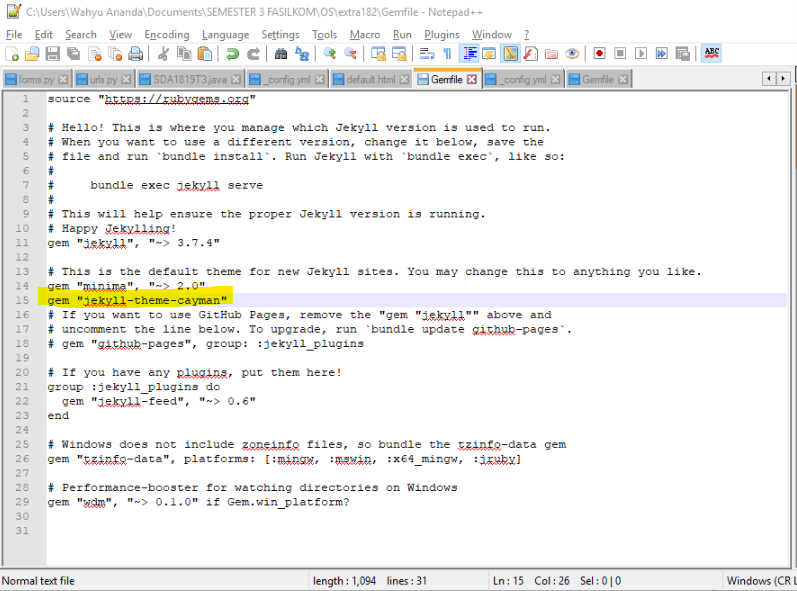 C:\Users\Wahyu Ananda\Documents\SEMESTER 3 FASILKOM\OS\extra182\Gemfile - Notepad++
File Edit Search View Encoding Language Settings Tools Macro Run Plugins Window ?
ABC
forms.py urls.py SDA1819T3.java _config.yml default.html Gemfile _config.yml Gemfile
1 source "https://rubygems.org"
2
3 # Hello! This is where you manage which Jekyll version is used to run.
4 # When you want to use a different version, change it below, save the
5 # file and run `bundle install`. Run Jekyll with `bundle exec`, like so:
6 #
7 #     bundle exec jekyll serve
8 #
9 # This will help ensure the proper Jekyll version is running.
10 # Happy Jekylling!
11 gem "jekyll", "~> 3.7.4"
12
13 # This is the default theme for new Jekyll sites. You may change this to anything you like.
14 gem "minima", "~> 2.0"
15 gem "jekyll-theme-cayman"
16 # If you want to use GitHub Pages, remove the "gem "jekyll"" above and
17 # uncomment the line below. To upgrade, run `bundle update github-pages`.
18 # gem "github-pages", group: :jekyll_plugins
19
20 # If you have any plugins, put them here!
21 group :jekyll_plugins do
22   gem "jekyll-feed", "~> 0.6"
23 end
24
25 # Windows does not include zoneinfo files, so bundle the tzinfo-data gem
26 gem "tzinfo-data", platforms: [:mingw, :mswin, :x64_mingw, :jruby]
27
28 # Performance-booster for watching directories on Windows
29 gem "wdm", "~> 0.1.0" if Gem.win_platform?
30
31
Normal text file length : 1,094 lines : 31 Ln : 15 Col : 26 Sel : 0 | 0 Windows (CR L